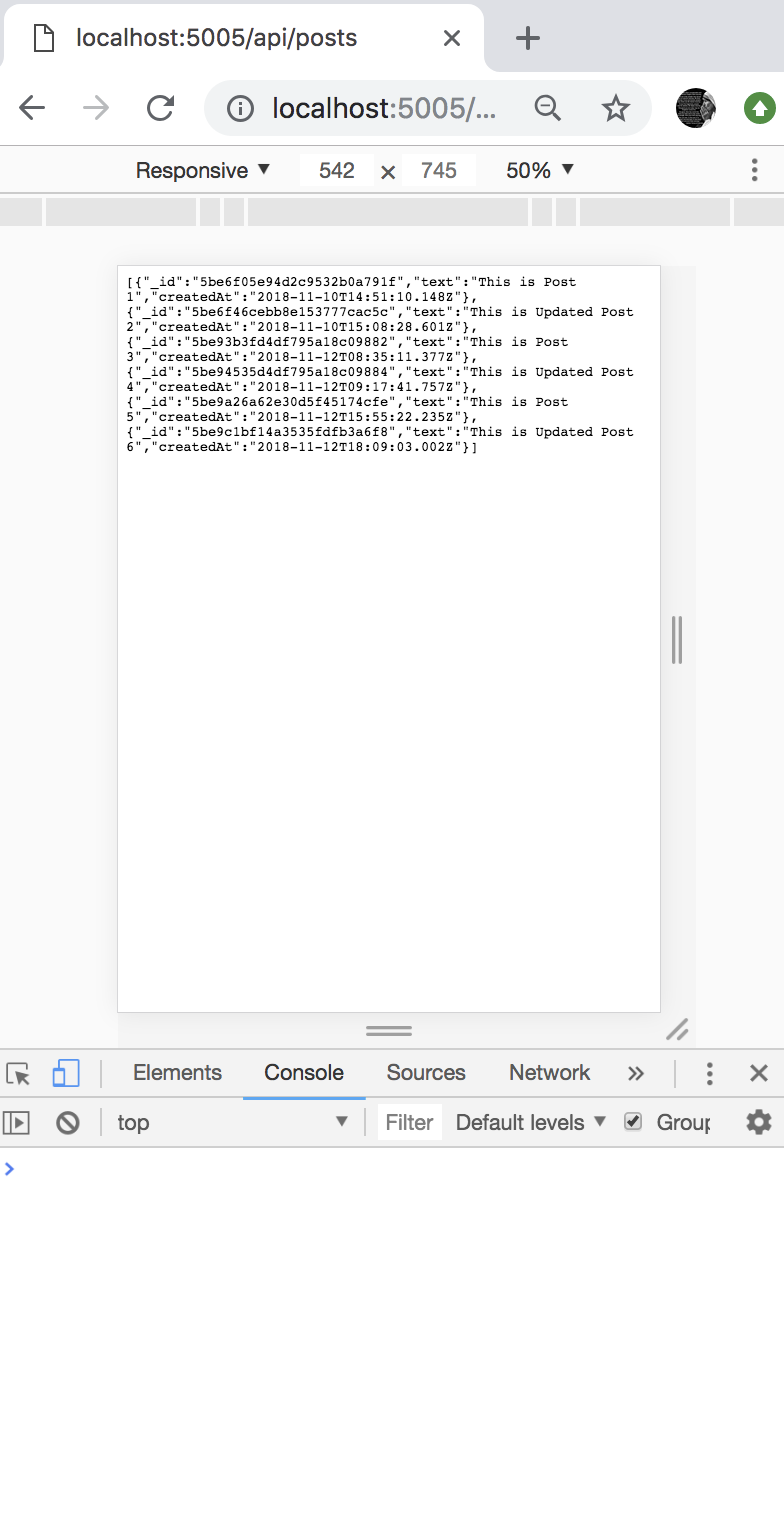 localhost:5005/api/posts
localhost:5005/...
Responsive ▼ 542 × 745 50% ▼
[{"_id":"5be6f05e94d2c9532b0a791f","text":"This is Post
1","createdAt":"2018-11-10T14:51:10.148Z"},
{"_id":"5be6f46cebb8e153777cac5c","text":"This is Updated Post
2","createdAt":"2018-11-10T15:08:28.601Z"},
{"_id":"5be93b3fd4df795a18c09882","text":"This is Post
3","createdAt":"2018-11-12T08:35:11.377Z"},
{"_id":"5be94535d4df795a18c09884","text":"This is Updated Post
4","createdAt":"2018-11-12T09:17:41.757Z"},
{"_id":"5be9a26a62e30d5f45174cfe","text":"This is Post
5","createdAt":"2018-11-12T15:55:22.235Z"},
{"_id":"5be9c1bf14a3535fdfb3a6f8","text":"This is Updated Post
6","createdAt":"2018-11-12T18:09:03.002Z"}]
Elements Console Sources Network »
top ▼ Filter Default levels ▼ Group